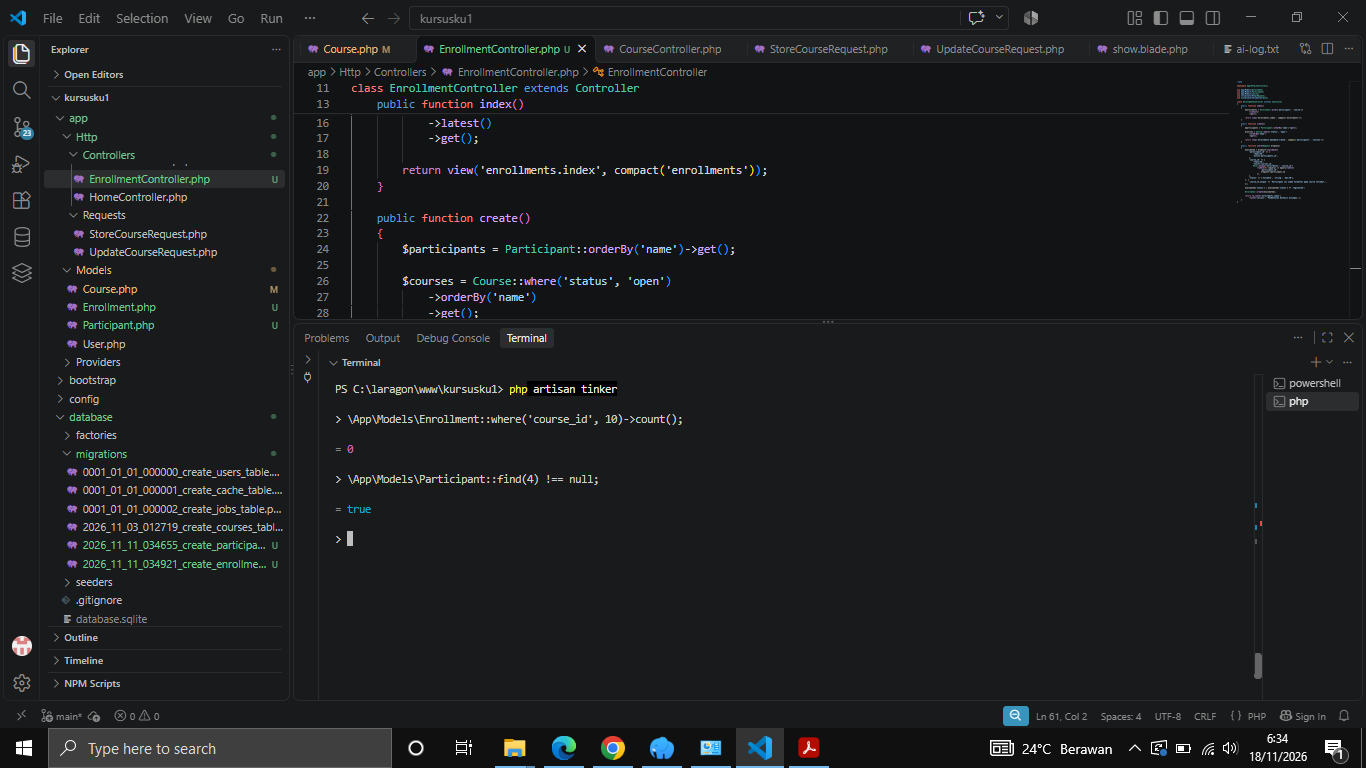 File Edit Selection View Go Run ··· kursusku1
Explorer ···
Open Editors
kursusku1
app
Http
Controllers
EnrollmentController.php U
HomeController.php
Requests
StoreCourseRequest.php
UpdateCourseRequest.php
Models
Course.php M
Enrollment.php U
Participant.php U
User.php
Providers
bootstrap
config
database
factories
migrations
0001_01_01_000000_create_users_table....
0001_01_01_000001_create_cache_table....
0001_01_01_000002_create_jobs_table.p...
2026_11_03_012719_create_courses_tabl...
2026_11_11_034655_create_participa... U
2026_11_11_034921_create_enrollme... U
seeders
.gitignore
database.sqlite
Outline
Timeline
NPM Scripts
23
Course.php M EnrollmentController.php U CourseController.php StoreCourseRequest.php UpdateCourseRequest.php show.blade.php ai-log.txt
app > Http > Controllers > EnrollmentController.php > EnrollmentController
11 class EnrollmentController extends Controller
13 public function index()
16 ->latest()
17 ->get();
18
19 return view('enrollments.index', compact('enrollments'));
20 }
21
22 public function create()
23 {
24 $participants = Participant::orderBy('name')->get();
25
26 $courses = Course::where('status', 'open')
27 ->orderBy('name')
28 ->get();
Problems Output Debug Console Terminal
Terminal
PS C:\laragon\www\kursusku1> php artisan tinker
> \App\Models\Enrollment::where('course_id', 10)->count();
= 0
> \App\Models\Participant::find(4) !== null;
= true
>
powershell
php
main* 0 0 Ln 61, Col 2 Spaces: 4 UTF-8 CRLF { } PHP Sign In
Type here to search 24°C Berawan 6:34
18/11/2026
1